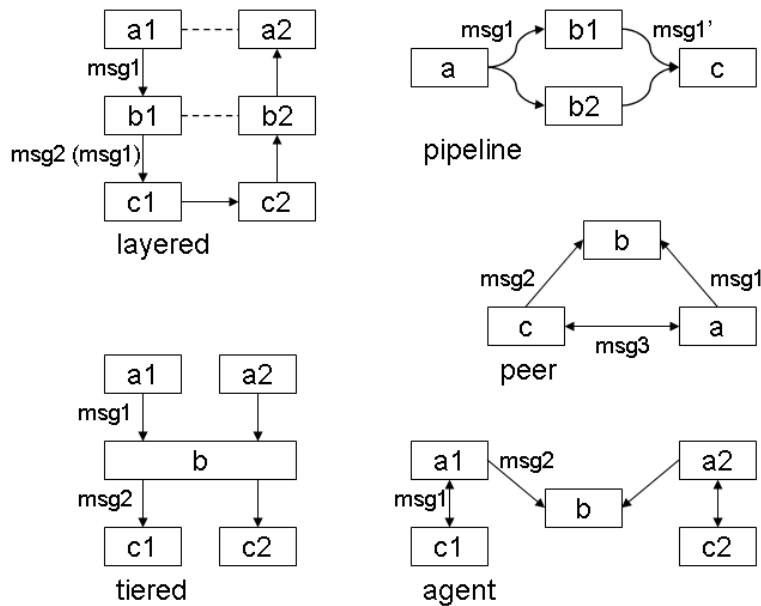 a1 a2
msg1
b1 b2
msg2 (msg1)
c1 c2
layered
msg1 b1 msg1’
a c
b2
pipeline
b
msg2 msg1
c a
msg3
peer
a1 a2
msg1
b
msg2
c1 c2
tiered
a1 msg2 a2
msg1 b
c1 c2
agent